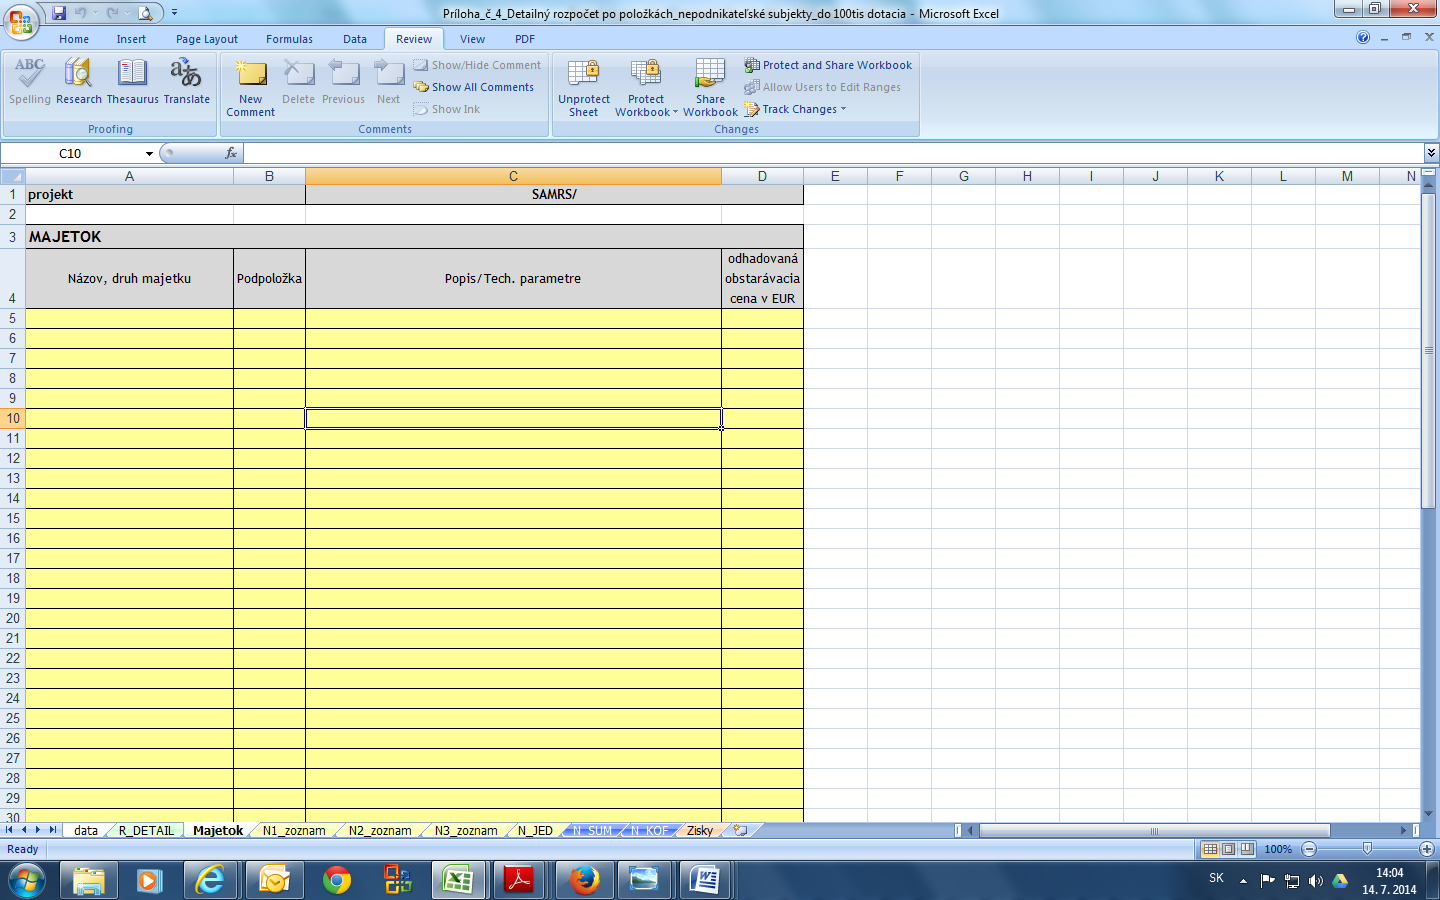 Príloha_č_4_Detailný rozpočet po položkách_nepodnikateľské subjekty_do 100tis dotacia - Microsoft Excel
Home Insert Page Layout Formulas Data Review View PDF
ABC
Spelling Research Thesaurus Translate
Proofing
New Comment Delete Previous Next
Show/Hide Comment
Show All Comments
Show Ink
Comments
Unprotect Sheet Protect Workbook Share Workbook
Protect and Share Workbook
Allow Users to Edit Ranges
Track Changes
Changes
C10 fx
A B C D E F G H I J K L M N
1 projekt SAMRS/
2
3 MAJETOK
4 Názov, druh majetku Podpoložka Popis/Tech. parametre odhadovaná obstarávacia cena v EUR
5
6
7
8
9
10
11
12
13
14
15
16
17
18
19
20
21
22
23
24
25
26
27
28
29
30
data R_DETAIL Majetok N1_zoznam N2_zoznam N3_zoznam N_JED N_SUM N_KOF Zisky
Ready 100%
SK 14:04
14. 7. 2014